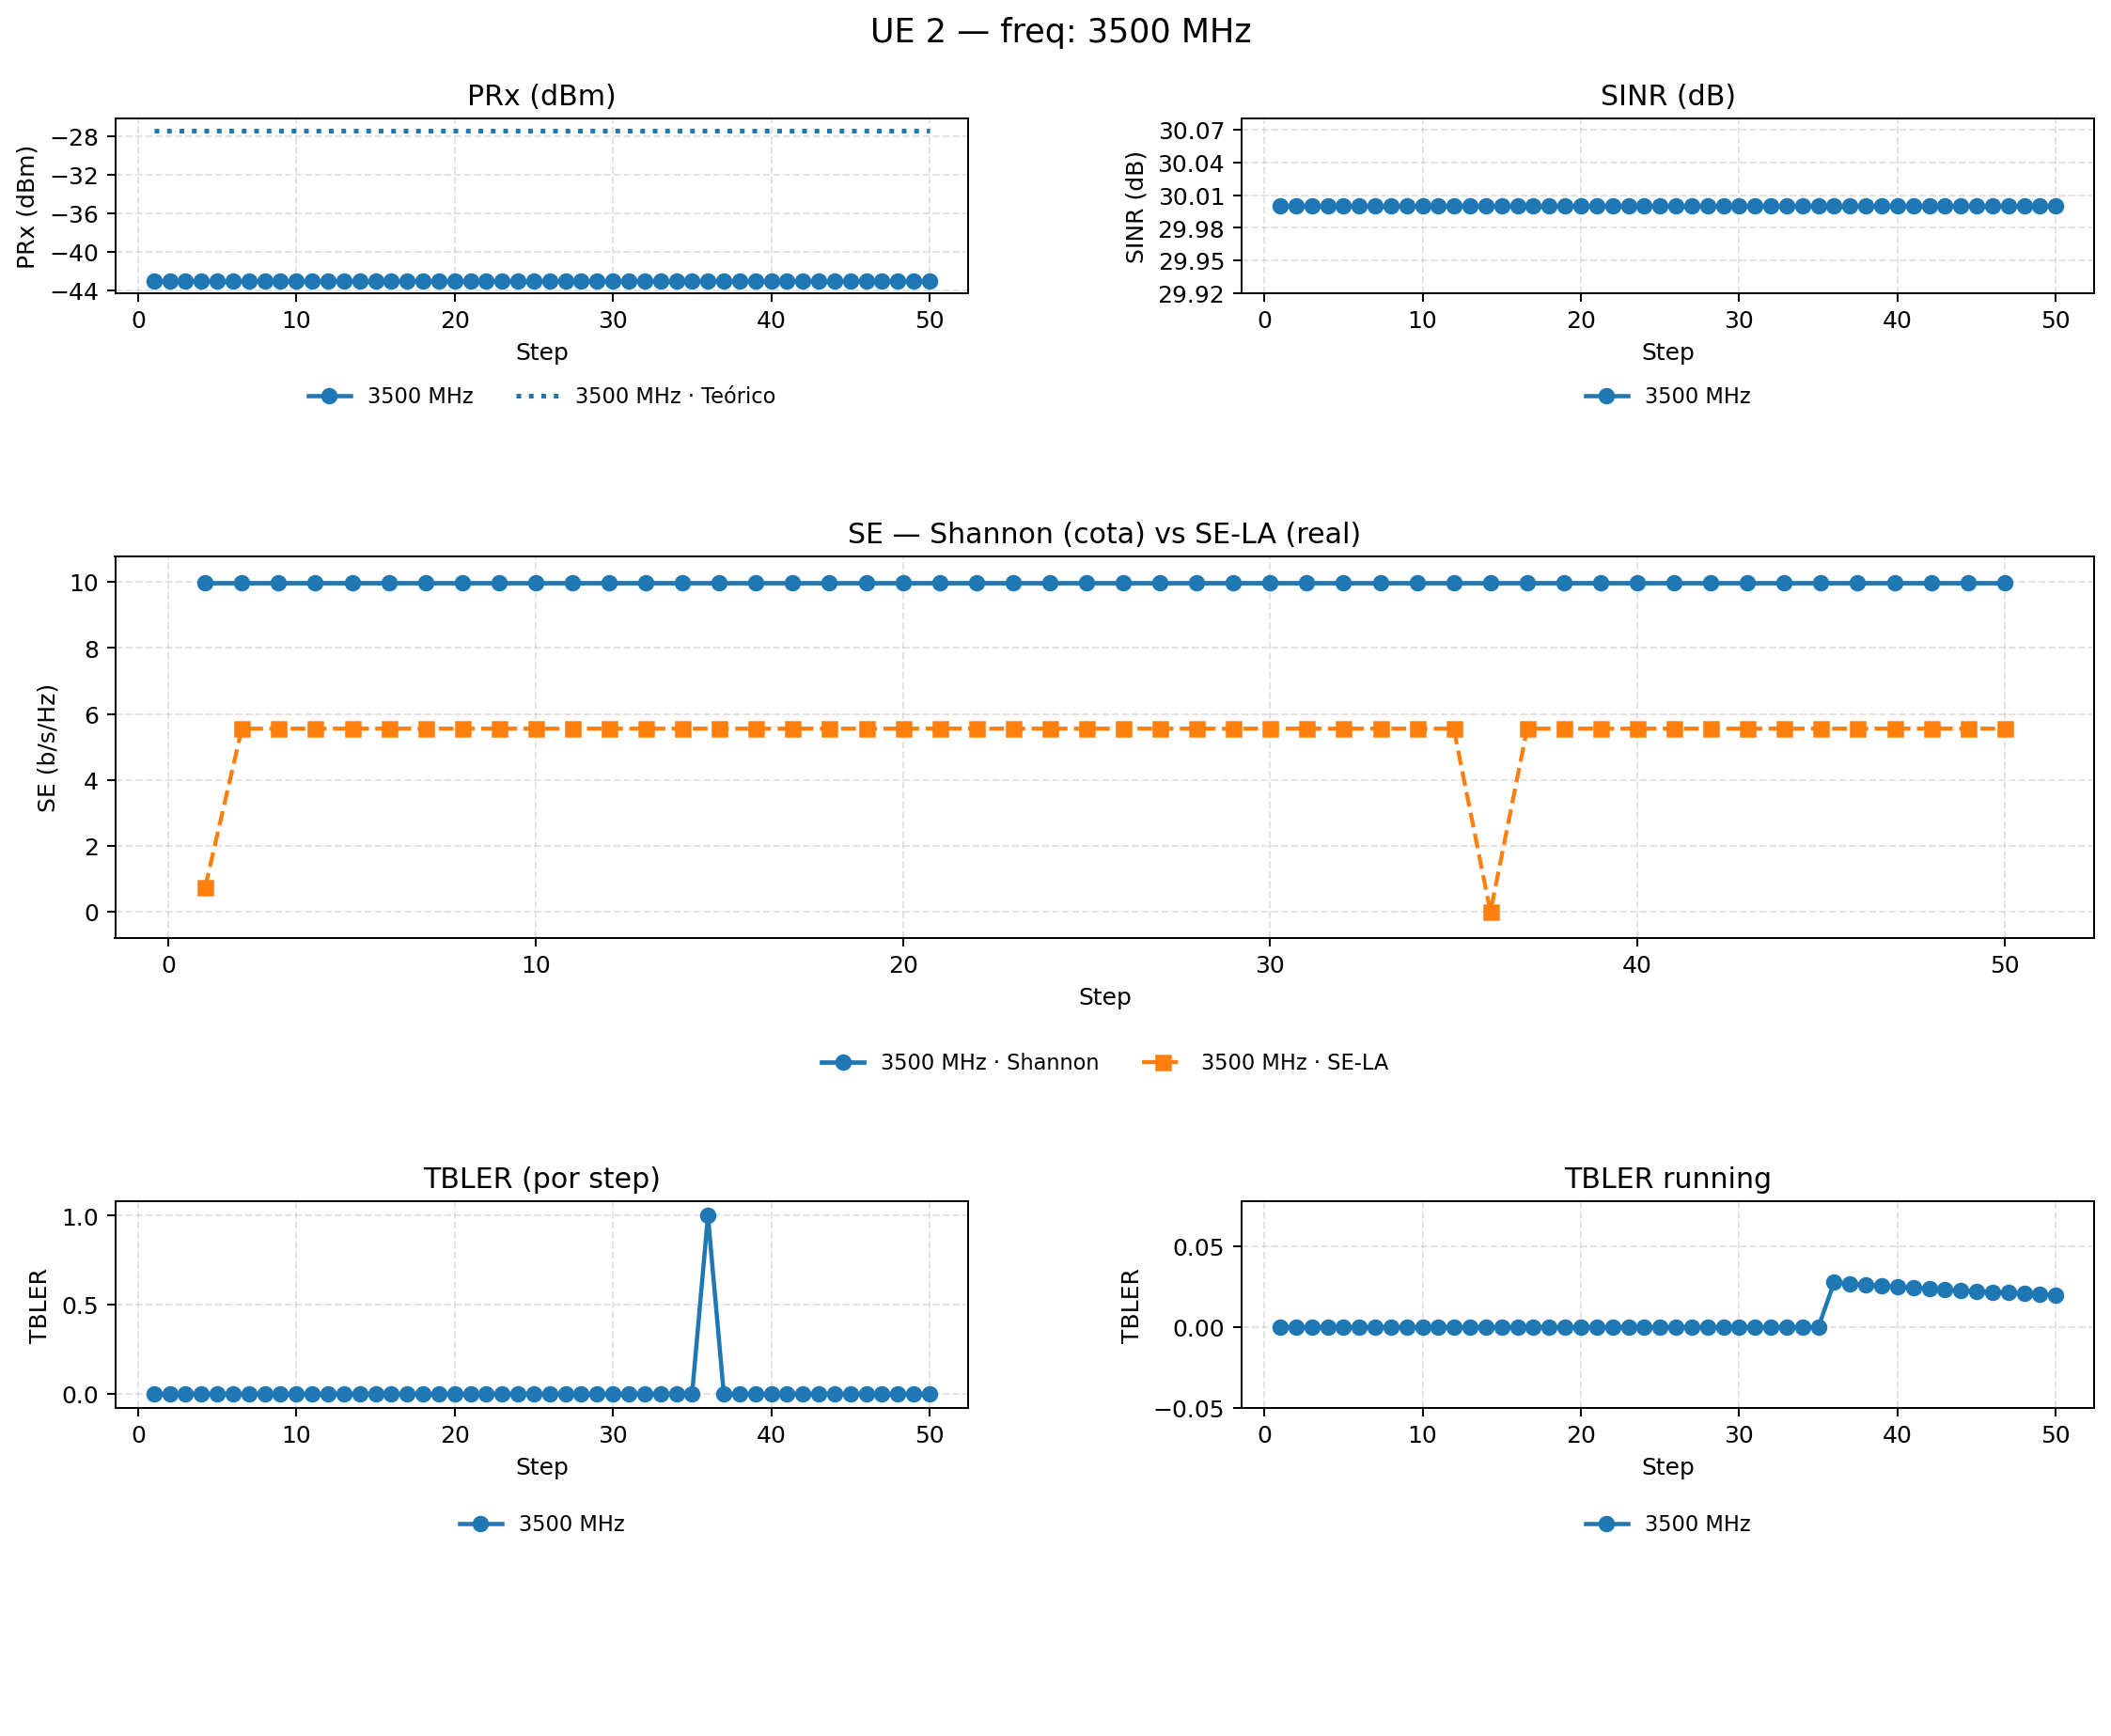 UE 2 — freq: 3500 MHz
PRx (dBm)
PRx (dBm)
−28
−32
−36
−40
−44
0 10 20 30 40 50
Step
3500 MHz 3500 MHz · Teórico
SINR (dB)
SINR (dB)
30.07
30.04
30.01
29.98
29.95
29.92
0 10 20 30 40 50
Step
3500 MHz
SE — Shannon (cota) vs SE-LA (real)
SE (b/s/Hz)
10
8
6
4
2
0
0 10 20 30 40 50
Step
3500 MHz · Shannon 3500 MHz · SE-LA
TBLER (por step)
TBLER
1.0
0.5
0.0
0 10 20 30 40 50
Step
3500 MHz
TBLER running
TBLER
0.05
0.00
−0.05
0 10 20 30 40 50
Step
3500 MHz